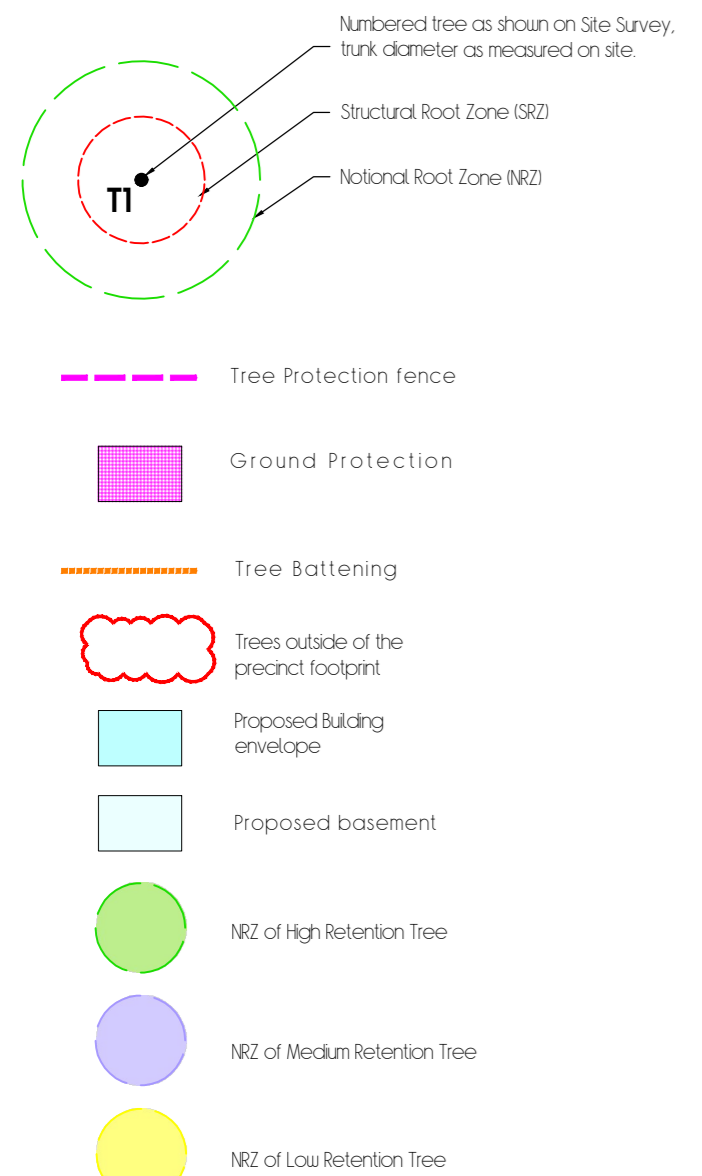 Numbered tree as shown on Site Survey,
trunk diameter as measured on site.
Structural Root Zone (SRZ)
Notional Root Zone (NRZ)
T1
Tree Protection fence
Ground Protection
Tree Battening
Trees outside of the
precinct footprint
Proposed Building
envelope
Proposed basement
NRZ of High Retention Tree
NRZ of Medium Retention Tree
NRZ of Low Retention Tree